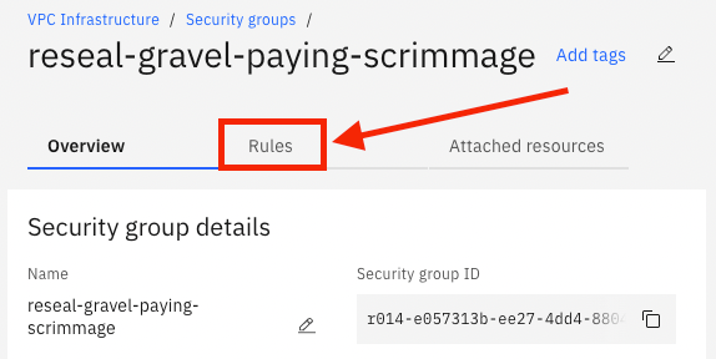 VPC Infrastructure / Security groups /
reseal-gravel-paying-scrimmage Add tags
Overview Rules Attached resources
Security group details
Name Security group ID
reseal-gravel-paying-
scrimmage
r014-e057313b-ee27-4dd4-880